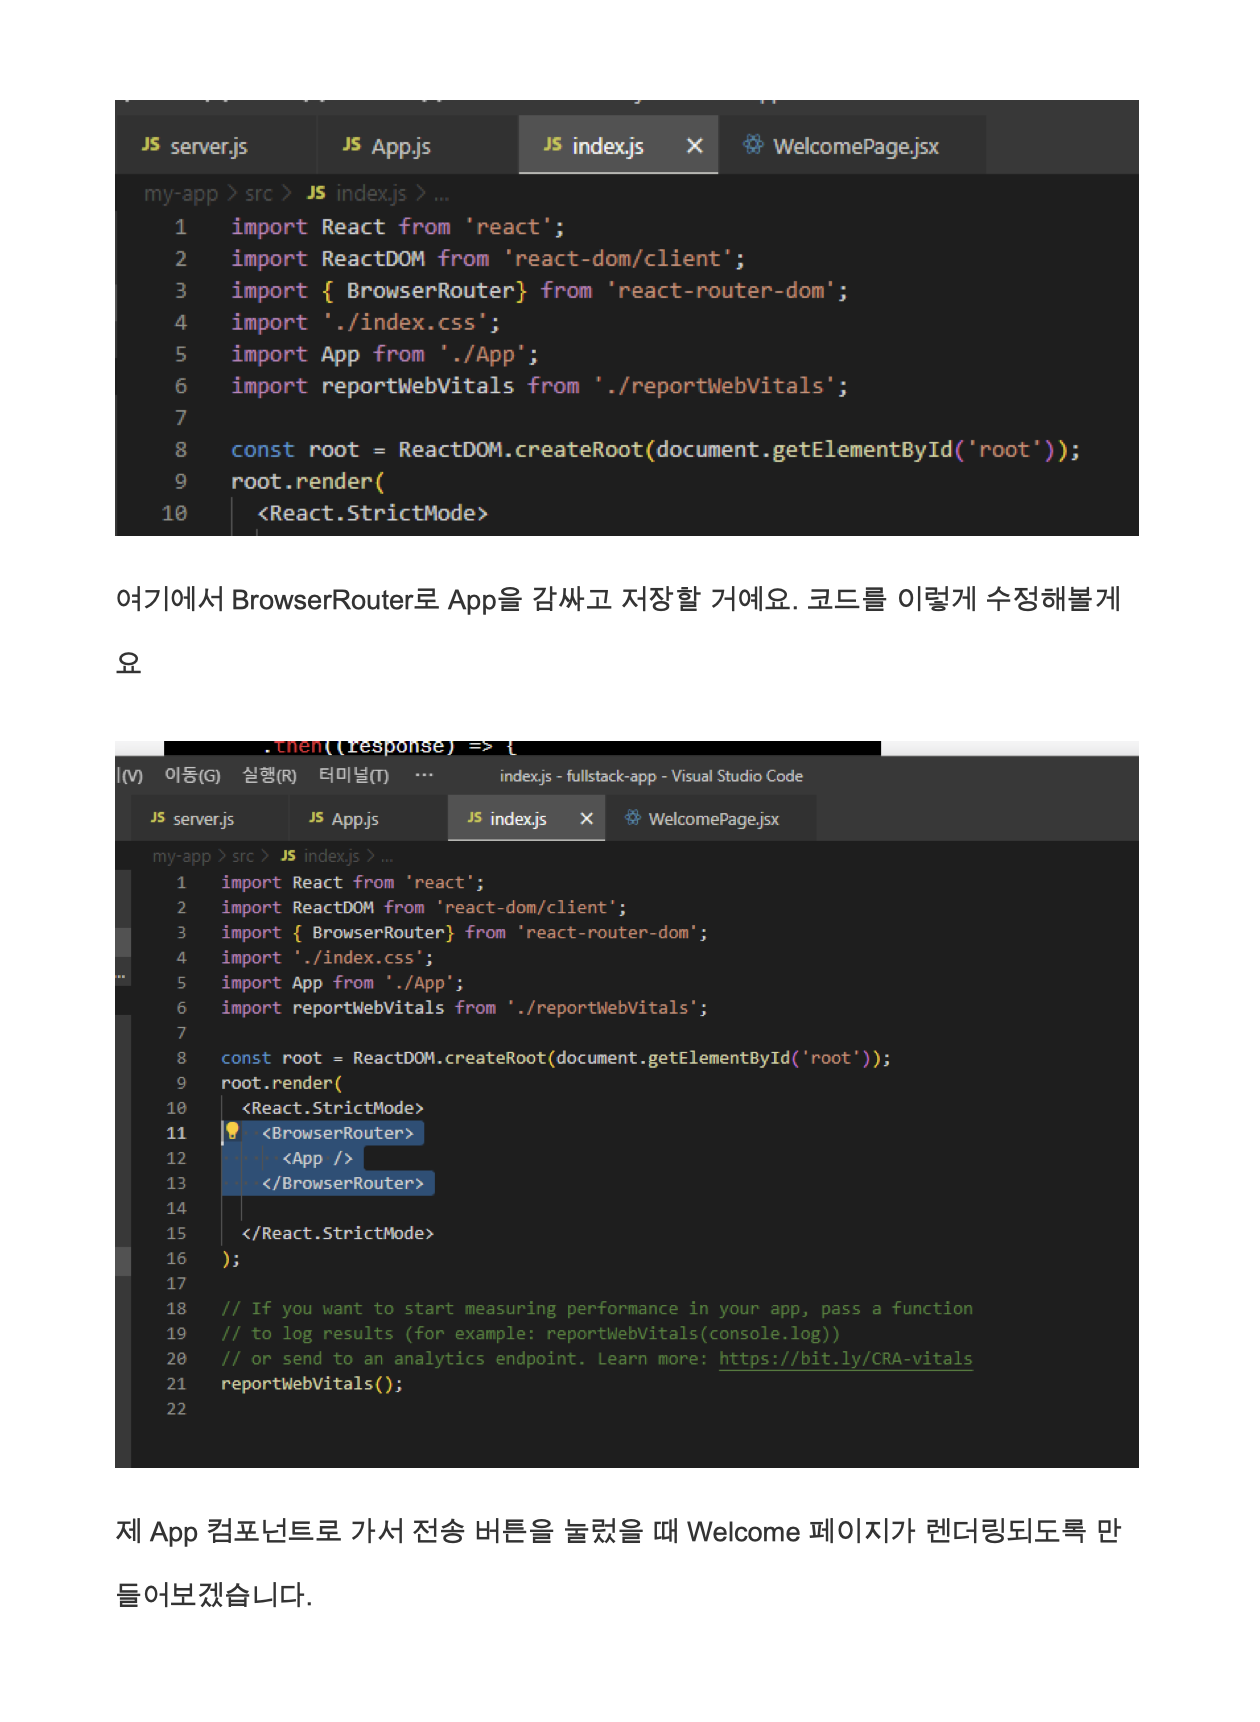 JS server.js JS App.js JS index.js × WelcomePage.jsx
my-app > src > JS index.js > ...
1 import React from 'react';
2 import ReactDOM from 'react-dom/client';
3 import { BrowserRouter} from 'react-router-dom';
4 import './index.css';
5 import App from './App';
6 import reportWebVitals from './reportWebVitals';
7
8 const root = ReactDOM.createRoot(document.getElementById('root'));
9 root.render(
10 <React.StrictMode>
여기에서 BrowserRouter로 App을 감싸고 저장할 거예요. 코드를 이렇게 수정해볼게
요
.then((response) => {
(V) 이동(G) 실행(R) 터미널(T) ··· index.js - fullstack-app - Visual Studio Code
JS server.js JS App.js JS index.js × WelcomePage.jsx
my-app > src > JS index.js > ...
1 import React from 'react';
2 import ReactDOM from 'react-dom/client';
3 import { BrowserRouter} from 'react-router-dom';
4 import './index.css';
5 import App from './App';
6 import reportWebVitals from './reportWebVitals';
7
8 const root = ReactDOM.createRoot(document.getElementById('root'));
9 root.render(
10 <React.StrictMode>
11 <BrowserRouter>
12 <App />
13 </BrowserRouter>
14
15 </React.StrictMode>
16 );
17
18 // If you want to start measuring performance in your app, pass a function
19 // to log results (for example: reportWebVitals(console.log))
20 // or send to an analytics endpoint. Learn more: https://bit.ly/CRA-vitals
21 reportWebVitals();
22
제 App 컴포넌트로 가서 전송 버튼을 눌렀을 때 Welcome 페이지가 렌더링되도록 만
들어보겠습니다.